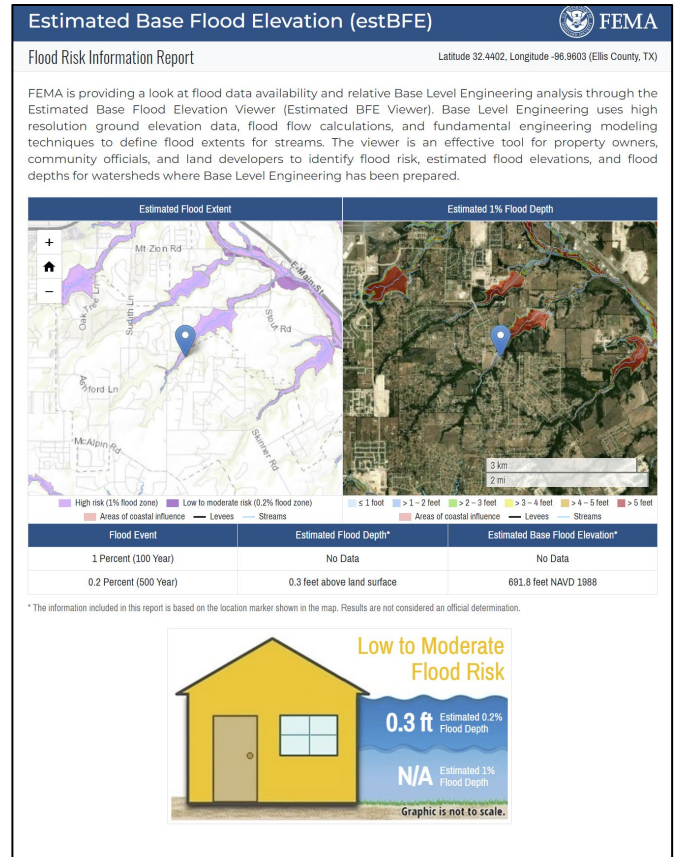 Estimated Base Flood Elevation (estBFE)
FEMA
Flood Risk Information Report
Latitude 32.4402, Longitude -96.9603 (Ellis County, TX)
FEMA is providing a look at flood data availability and relative Base Level Engineering analysis through the
Estimated Base Flood Elevation Viewer (Estimated BFE Viewer). Base Level Engineering uses high
resolution ground elevation data, flood flow calculations, and fundamental engineering modeling
techniques to define flood extents for streams. The viewer is an effective tool for property owners,
community officials, and land developers to identify flood risk, estimated flood elevations, and flood
depths for watersheds where Base Level Engineering has been prepared.
Estimated Flood Extent
Estimated 1% Flood Depth
+
−
Mt Zion Rd
E Main St
Oak Tree Ln
Sudith Ln
Stout Rd
Ashford Ln
McAlpin Rd
Skinner Rd
3 km
2 mi
High risk (1% flood zone) Low to moderate risk (0.2% flood zone)
Areas of coastal influence Levees Streams
≤ 1 foot > 1 – 2 feet > 2 – 3 feet > 3 – 4 feet > 4 – 5 feet > 5 feet
Areas of coastal influence Levees Streams
Flood Event Estimated Flood Depth* Estimated Base Flood Elevation*
1 Percent (100 Year) No Data No Data
0.2 Percent (500 Year) 0.3 feet above land surface 691.8 feet NAVD 1988
* The information included in this report is based on the location marker shown in the map. Results are not considered an official determination.
Low to Moderate
Flood Risk
0.3 ft Estimated 0.2%
Flood Depth
N/A Estimated 1%
Flood Depth
Graphic is not to scale.